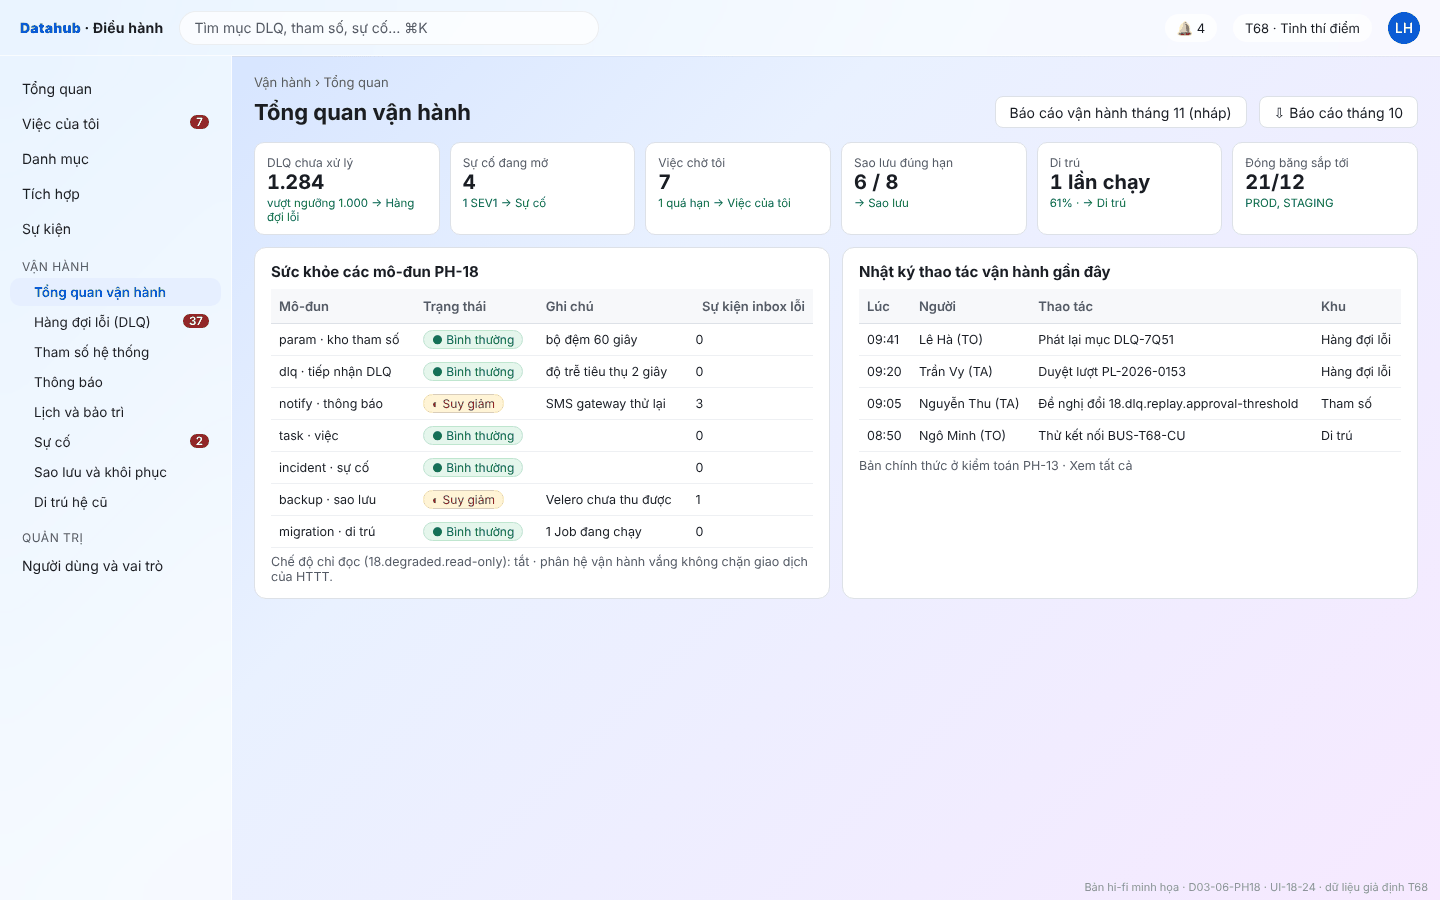 Datahub · Điều hành
Tìm mục DLQ, tham số, sự cố... ⌘K
4
T68 · Tỉnh thí điểm
LH
Tổng quan
Việc của tôi 7
Danh mục
Tích hợp
Sự kiện
VẬN HÀNH
Tổng quan vận hành
Hàng đợi lỗi (DLQ) 37
Tham số hệ thống
Thông báo
Lịch và bảo trì
Sự cố 2
Sao lưu và khôi phục
Di trú hệ cũ
QUẢN TRỊ
Người dùng và vai trò
Vận hành › Tổng quan
Tổng quan vận hành
Báo cáo vận hành tháng 11 (nháp)
⇩ Báo cáo tháng 10
DLQ chưa xử lý
1.284
vượt ngưỡng 1.000 → Hàng
đợi lỗi
Sự cố đang mở
4
1 SEV1 → Sự cố
Việc chờ tôi
7
1 quá hạn → Việc của tôi
Sao lưu đúng hạn
6 / 8
→ Sao lưu
Di trú
1 lần chạy
61% · → Di trú
Đóng băng sắp tới
21/12
PROD, STAGING
Sức khỏe các mô-đun PH-18
Mô-đun Trạng thái Ghi chú Sự kiện inbox lỗi
param · kho tham số Bình thường bộ đệm 60 giây 0
dlq · tiếp nhận DLQ Bình thường độ trễ tiêu thụ 2 giây 0
notify · thông báo Suy giảm SMS gateway thử lại 3
task · việc Bình thường 0
incident · sự cố Bình thường 0
backup · sao lưu Suy giảm Velero chưa thu được 1
migration · di trú Bình thường 1 Job đang chạy 0
Chế độ chỉ đọc (18.degraded.read-only): tắt · phân hệ vận hành vắng không chặn giao dịch
của HTTT.
Nhật ký thao tác vận hành gần đây
Lúc Người Thao tác Khu
09:41 Lê Hà (TO) Phát lại mục DLQ-7Q51 Hàng đợi lỗi
09:20 Trần Vy (TA) Duyệt lượt PL-2026-0153 Hàng đợi lỗi
09:05 Nguyễn Thu (TA) Đề nghị đổi 18.dlq.replay.approval-threshold Tham số
08:50 Ngô Minh (TO) Thử kết nối BUS-T68-CU Di trú
Bản chính thức ở kiểm toán PH-13 · Xem tất cả
Bản hi-fi minh họa · D03-06-PH18 · UI-18-24 · dữ liệu giả định T68